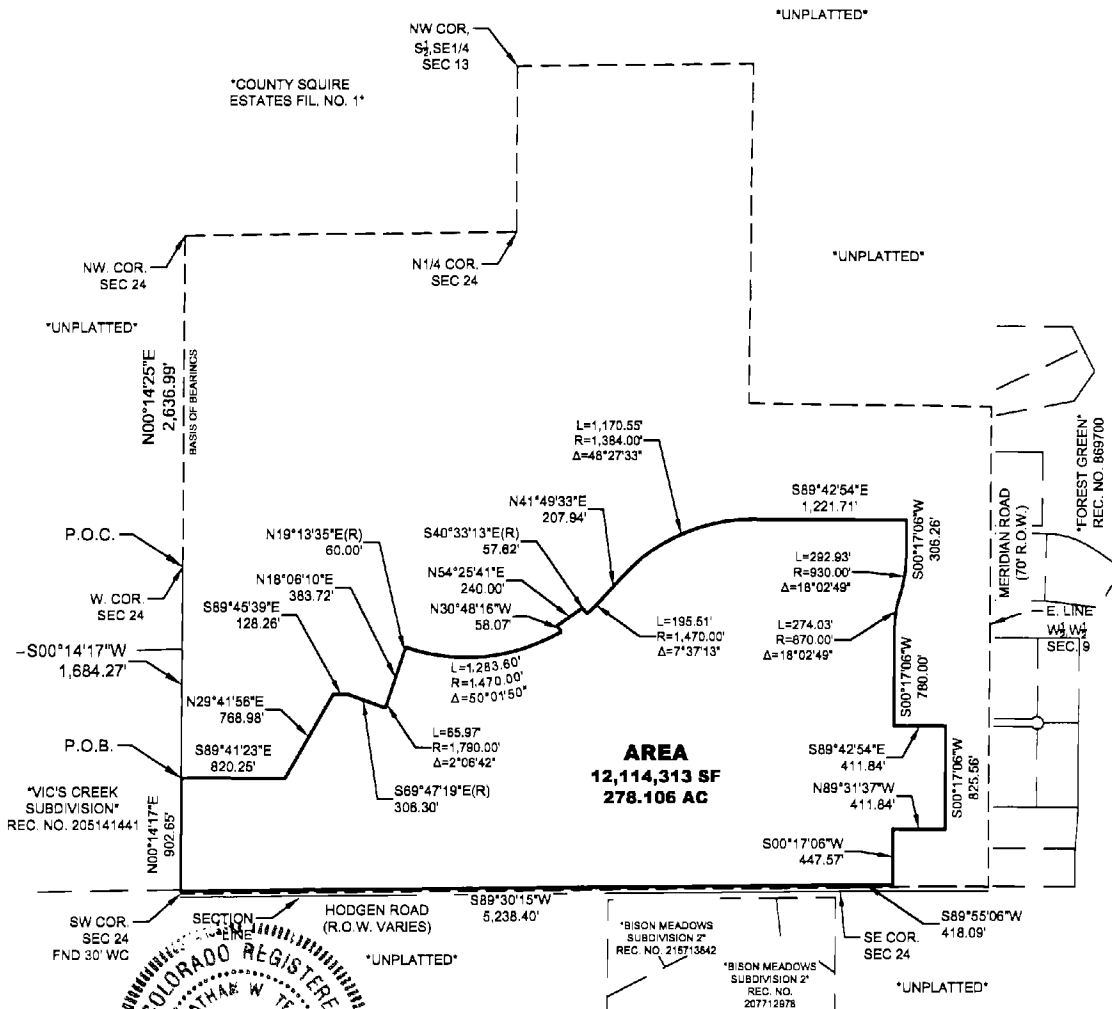 *UNPLATTED*
NW COR,
S½,SE1/4
SEC 13
*COUNTY SQUIRE
ESTATES FIL. NO. 1*
NW. COR.
SEC 24
N1/4 COR.
SEC 24
*UNPLATTED*
*UNPLATTED*
N00°14'25"E
2,636.99'
BASIS OF BEARINGS
*FOREST GREEN*
REC. NO. 869700
L=1,170.55'
R=1,384.00'
Δ=48°27'33"
N41°49'33"E
207.94'
S89°42'54"E
1,221.71'
S00°17'06"W
306.26'
MERIDIAN ROAD
(70' R.O.W.)
P.O.C.
W. COR.
SEC 24
N19°13'35"E(R)
60.00'
S40°33'13"E(R)
57.62'
N54°25'41"E
240.00'
N30°48'16"W
58.07'
N18°06'10"E
383.72'
S89°45'39"E
128.26'
L=292.93'
R=930.00'
Δ=18°02'49"
L=274.03'
R=870.00'
Δ=18°02'49"
L=195.51'
R=1,470.00'
Δ=7°37'13"
E. LINE
W½,W½
SEC. 9
–S00°14'17"W
1,684.27'
L=1,283.60'
R=1,470.00'
Δ=50°01'50"
S00°17'06"W
780.00'
N29°41'56"E
768.98'
P.O.B.
S89°41'23"E
820.25'
L=65.97'
R=1,790.00'
Δ=2°06'42"
S69°47'19"E(R)
306.30'
AREA
12,114,313 SF
278.106 AC
S89°42'54"E
411.84'
N89°31'37"W
411.84'
S00°17'06"W
825.56'
*VIC'S CREEK
SUBDIVISION*
REC. NO. 205141441
N00°14'17"E
902.65'
S00°17'06"W
447.57'
SW COR.
SEC 24
FND 30' WC
SECTION
LINE
HODGEN ROAD
(R.O.W. VARIES)
S89°30'15"W
5,238.40'
S89°55'06"W
418.09'
SE COR.
SEC 24
*UNPLATTED*
*BISON MEADOWS
SUBDIVISION 2*
REC. NO. 215713842
*BISON MEADOWS
SUBDIVISION 2*
REC. NO.
207712978
*UNPLATTED*
COLORADO REGISTERE
W.